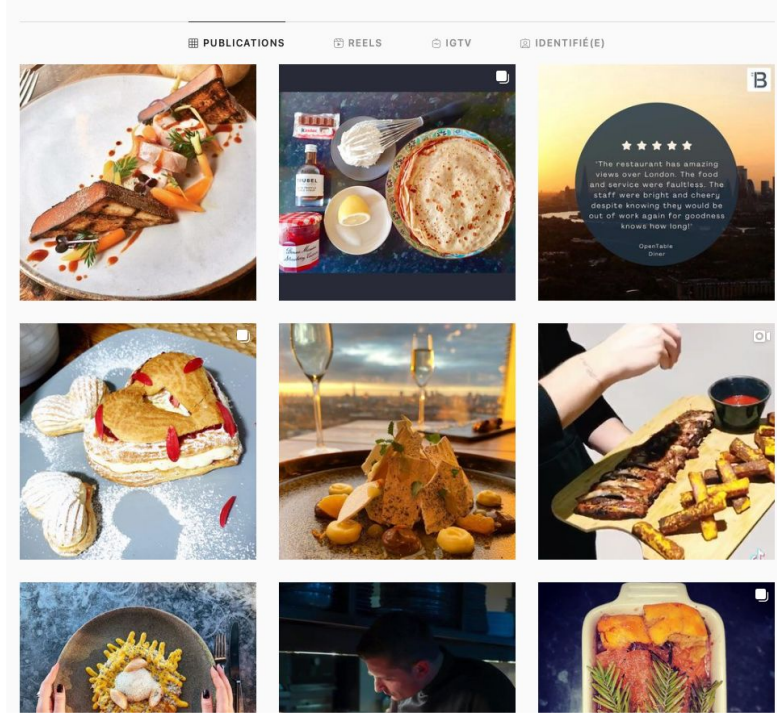 PUBLICATIONS
REELS
IGTV
IDENTIFIÉ(E)
B
★★★★★
"The restaurant has amazing
views over London. The food
and service were faultless. The
staff were bright and cheery
despite knowing they would be
out of work again for goodness
knows how long!"
OpenTable
Diner